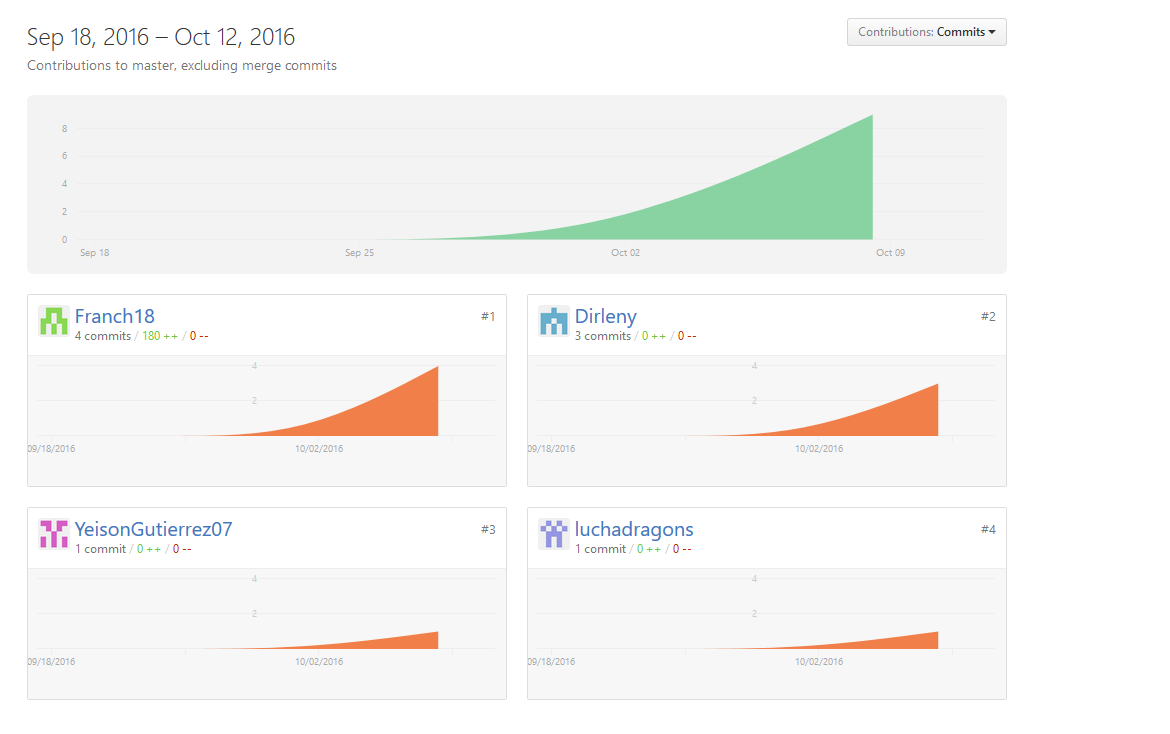 Sep 18, 2016 – Oct 12, 2016
Contributions: Commits
Contributions to master, excluding merge commits
8
6
4
2
0
Sep 18 Sep 25 Oct 02 Oct 09
Franch18 #1
4 commits / 180 ++ / 0 --
4
2
09/18/2016 10/02/2016
Dirleny #2
3 commits / 0 ++ / 0 --
4
2
09/18/2016 10/02/2016
YeisonGutierrez07 #3
1 commit / 0 ++ / 0 --
4
2
09/18/2016 10/02/2016
luchadragons #4
1 commit / 0 ++ / 0 --
4
2
09/18/2016 10/02/2016